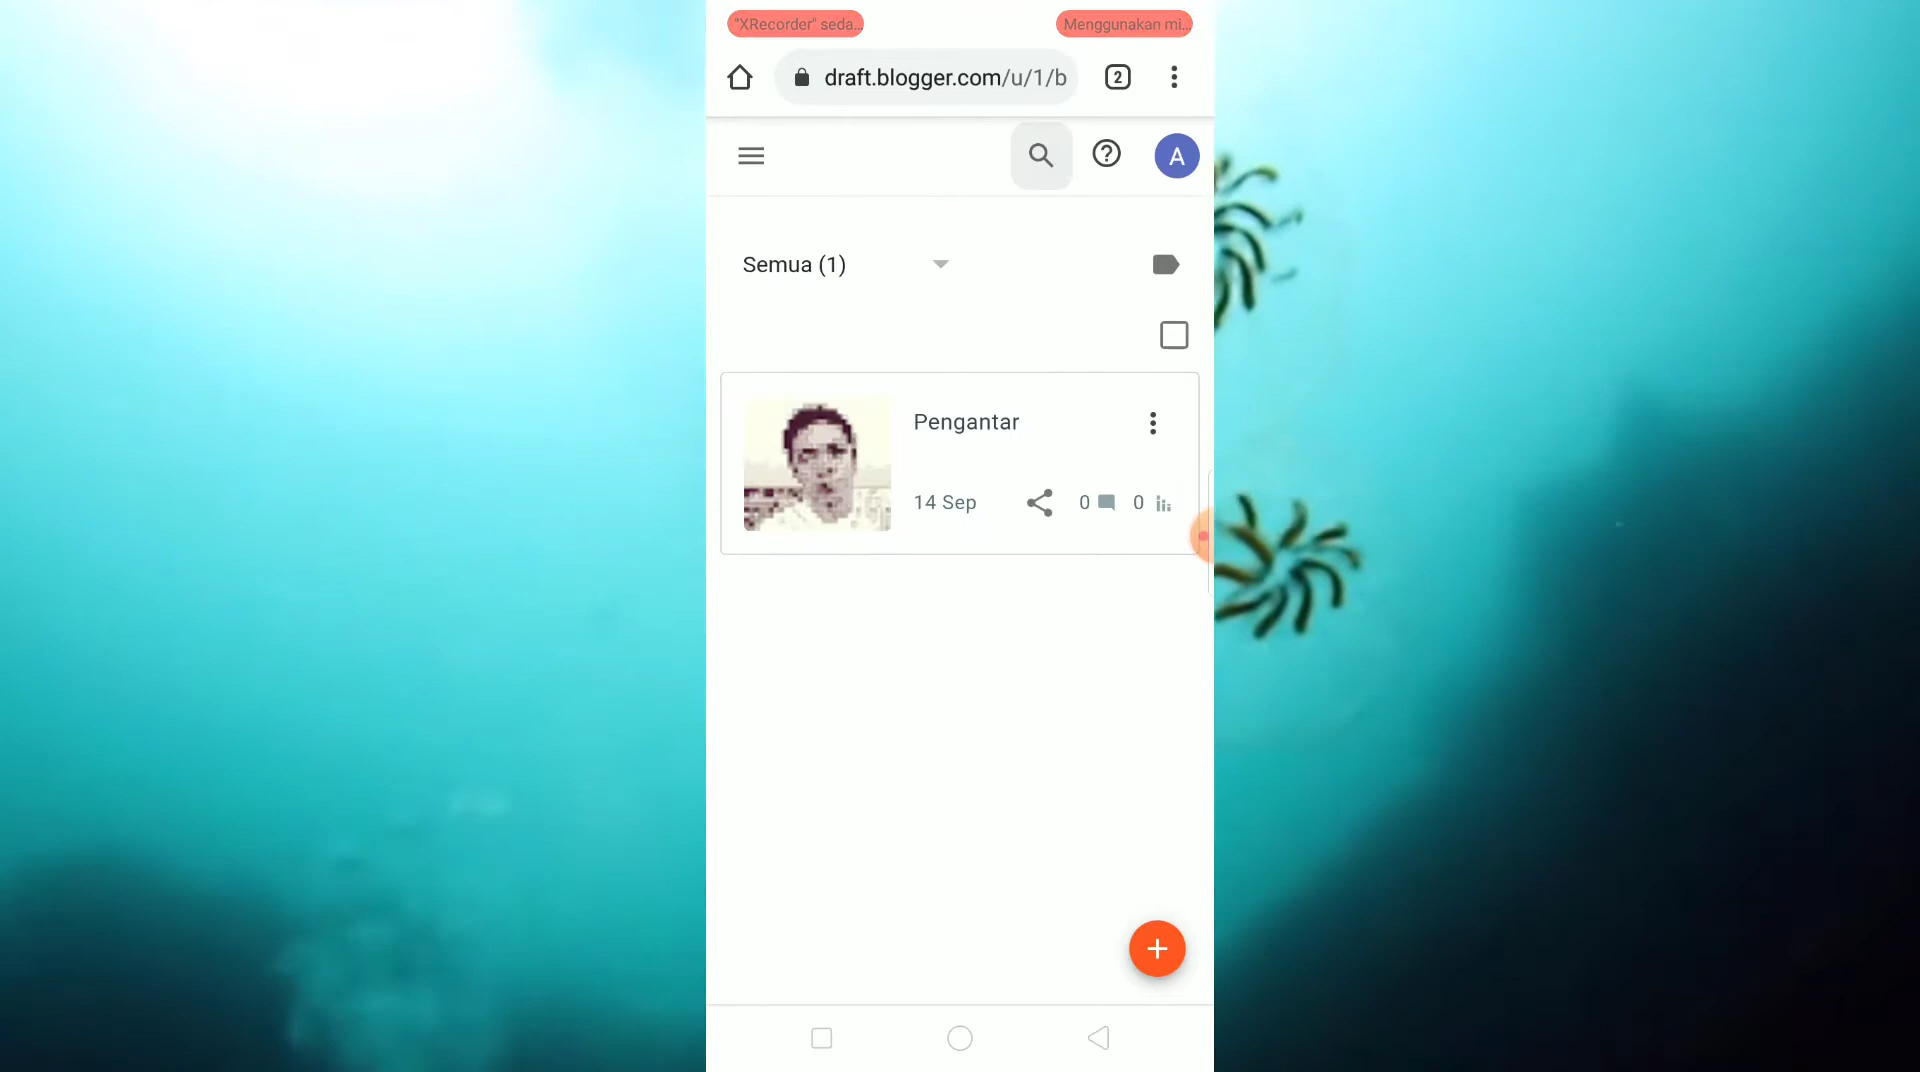 "XRecorder" seda...
Menggunakan mi...
draft.blogger.com/u/1/b
2
A
Semua (1)
Pengantar
14 Sep
0
0